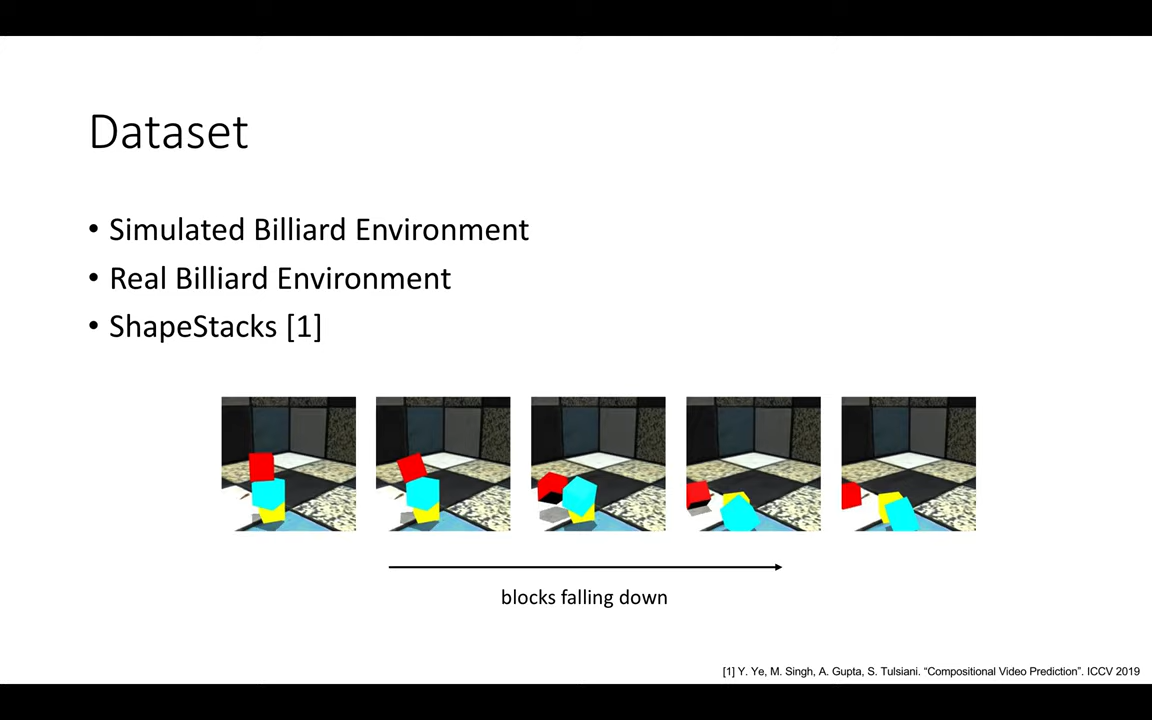 Dataset
• Simulated Billiard Environment
• Real Billiard Environment
• ShapeStacks [1]
blocks falling down
[1] Y. Ye, M. Singh, A. Gupta, S. Tulsiani. “Compositional Video Prediction”. ICCV 2019